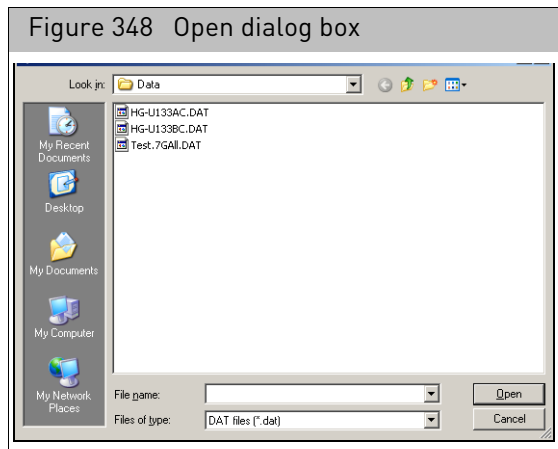 Figure 348 Open dialog box
Look in:
Data
HG-U133AC.DAT
HG-U133BC.DAT
Test.7GAll.DAT
My Recent
Documents
Desktop
My Documents
My Computer
My Network
Places
File name:
Open
Files of type:
DAT files (*.dat)
Cancel